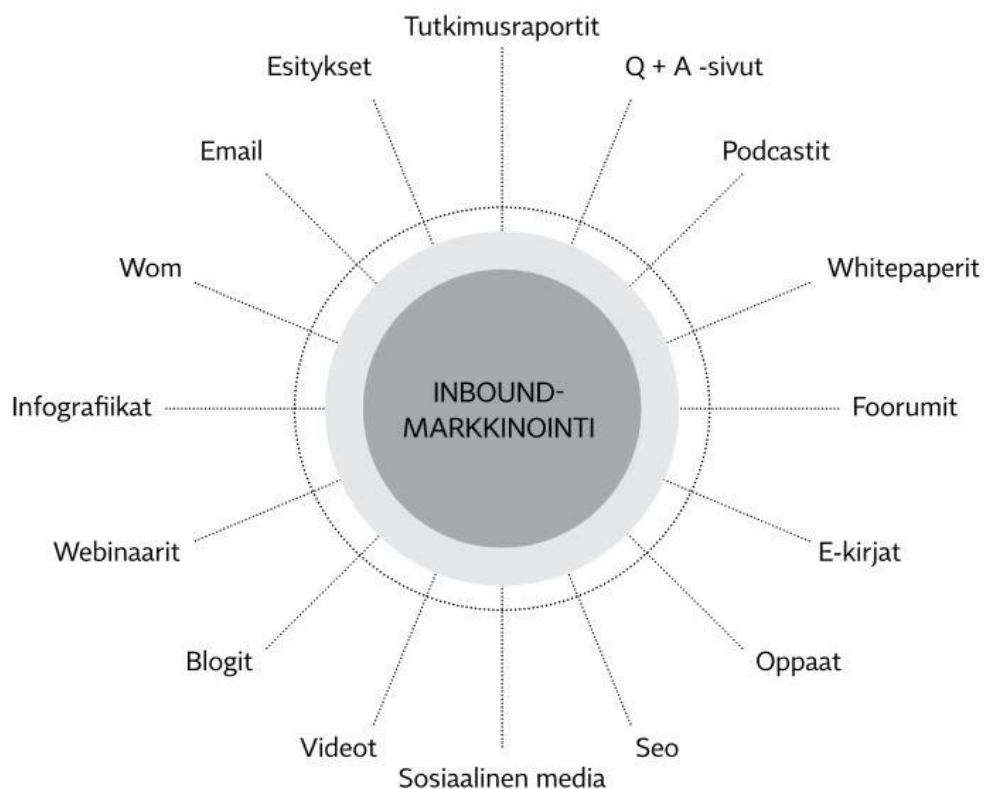 Tutkimusraportit
Esitykset
Q + A -sivut
Email
Podcastit
Wom
Whitepaperit
INBOUND-
MARKKINOINTI
Infografiikat
Foorumit
Webinaarit
E-kirjat
Blogit
Oppaat
Videot
Seo
Sosiaalinen media